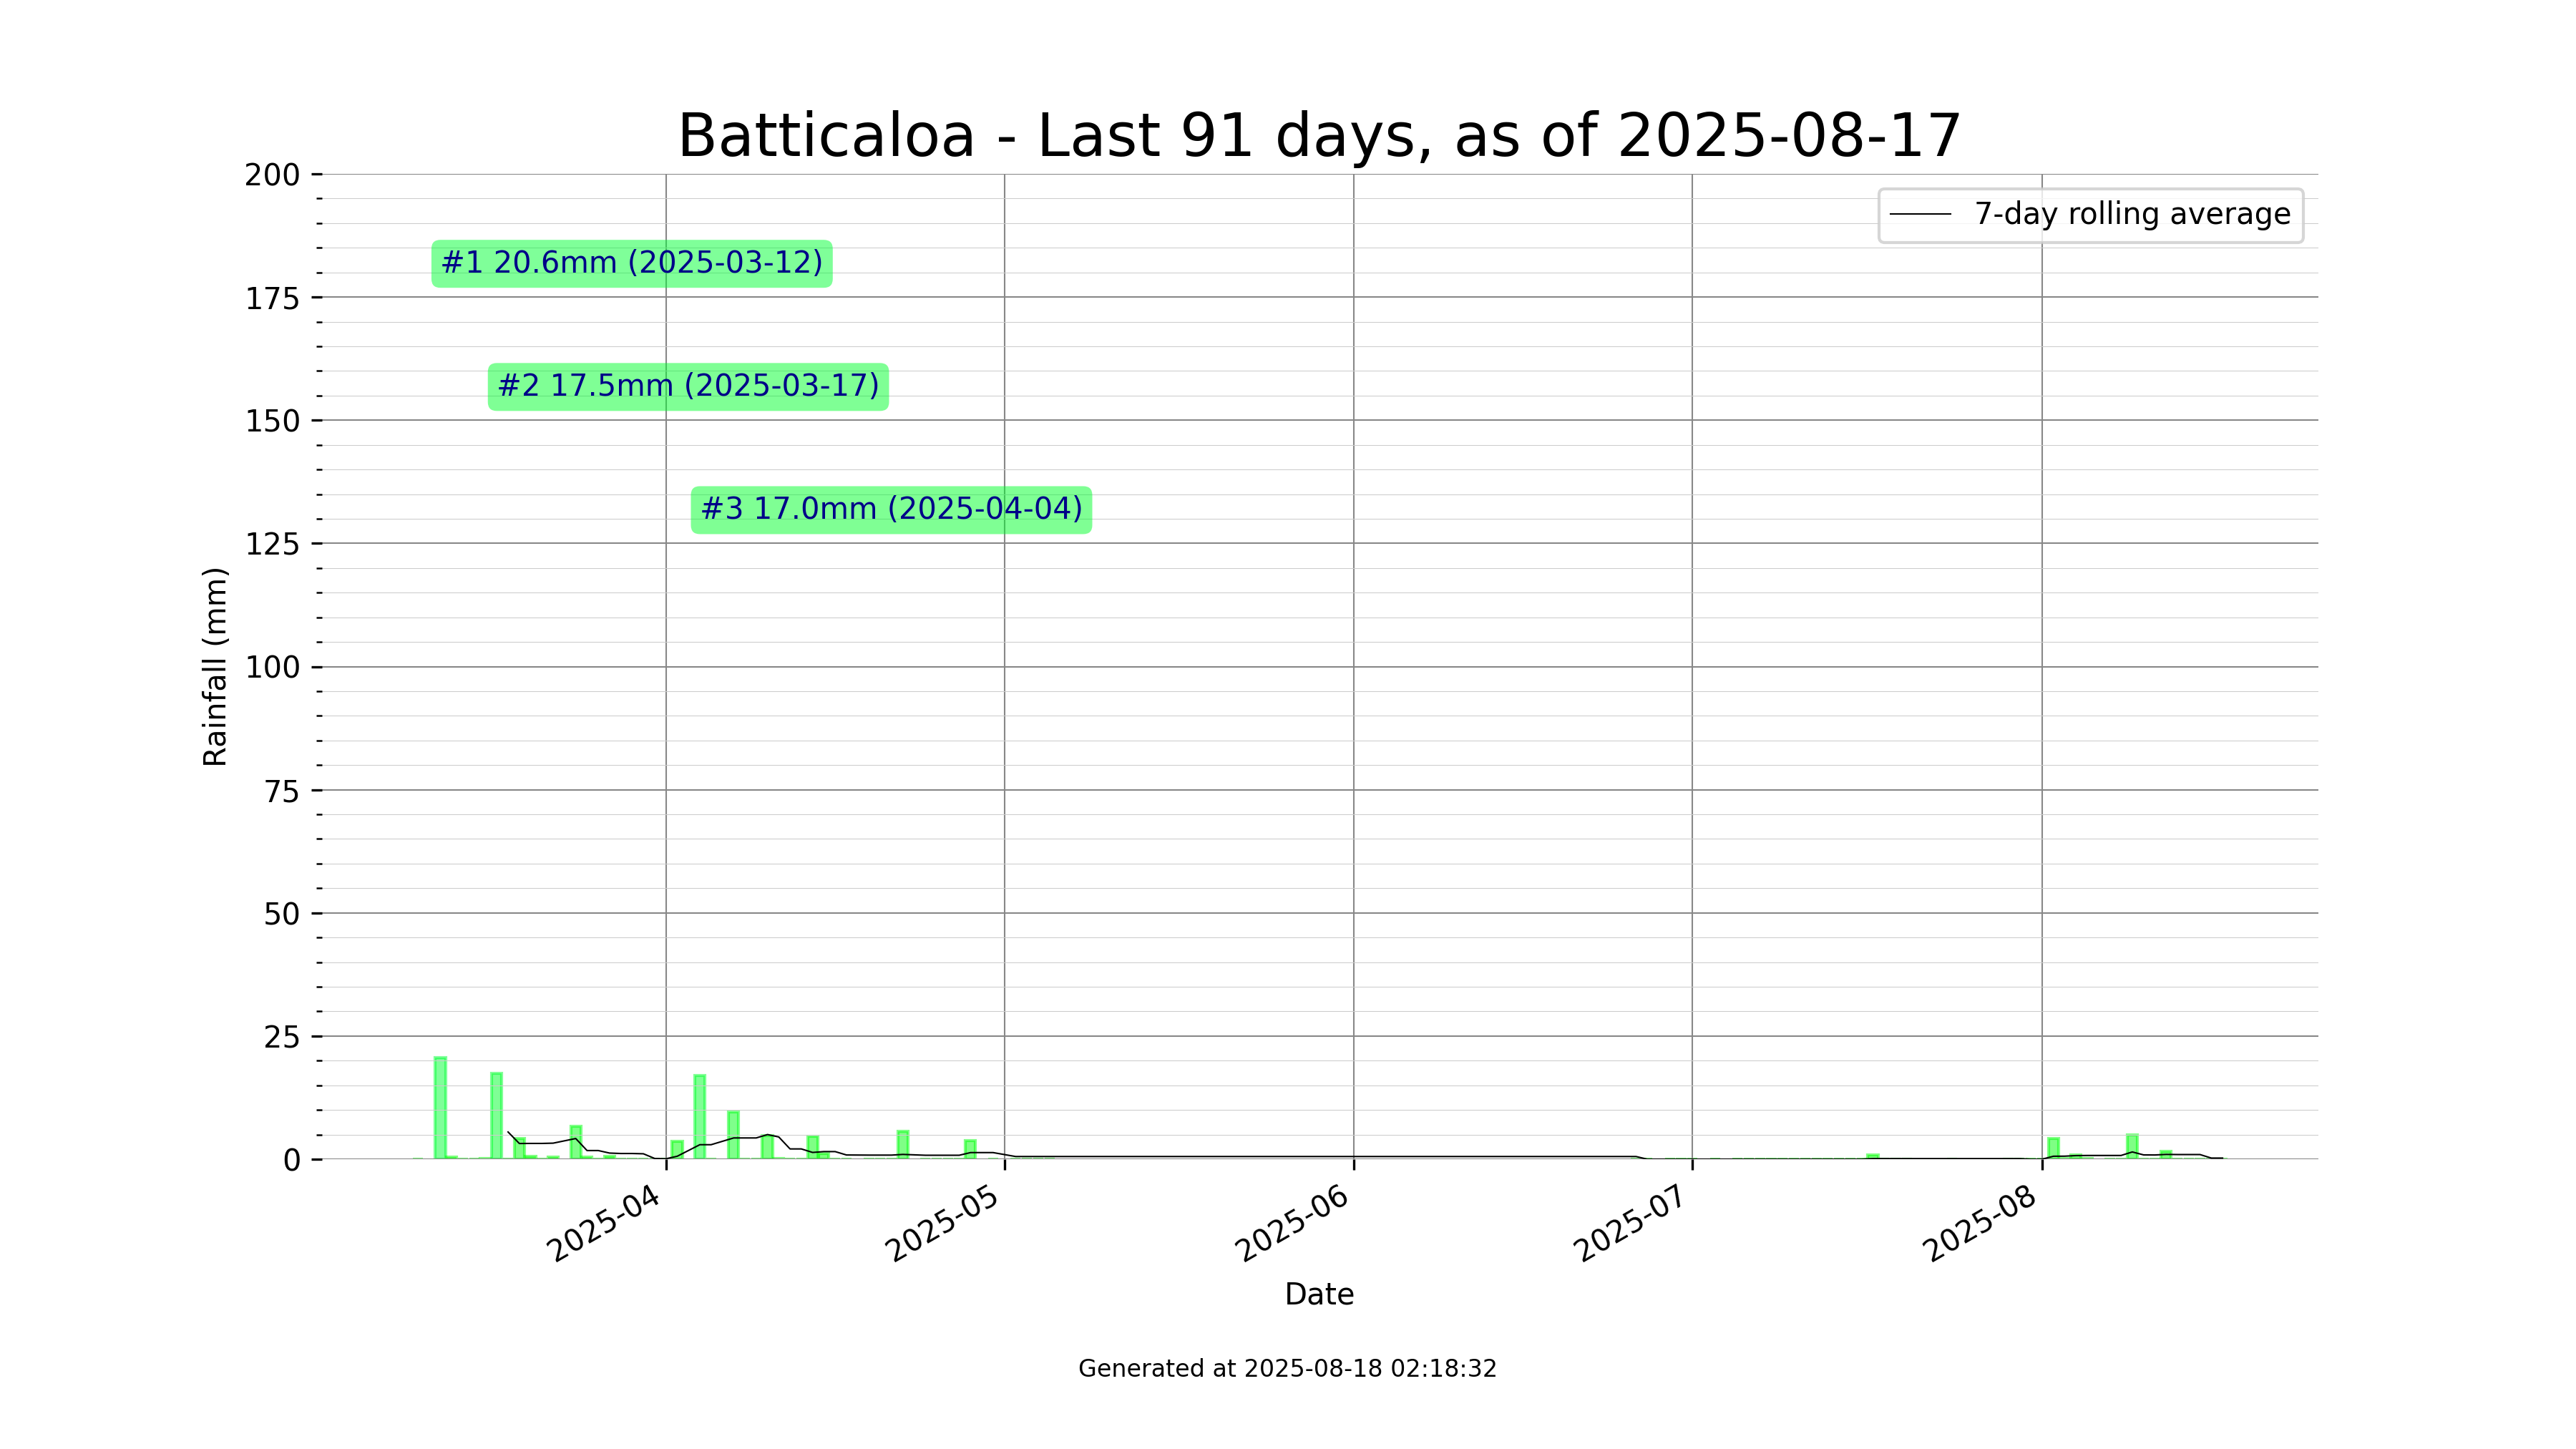 Batticaloa - Last 91 days, as of 2025-08-17
200
7-day rolling average
#1 20.6mm (2025-03-12)
175
#2 17.5mm (2025-03-17)
150
#3 17.0mm (2025-04-04)
125
Rainfall (mm)
100
75
50
25
0
2025-04
2025-05
2025-06
2025-07
2025-08
Date
Generated at 2025-08-18 02:18:32